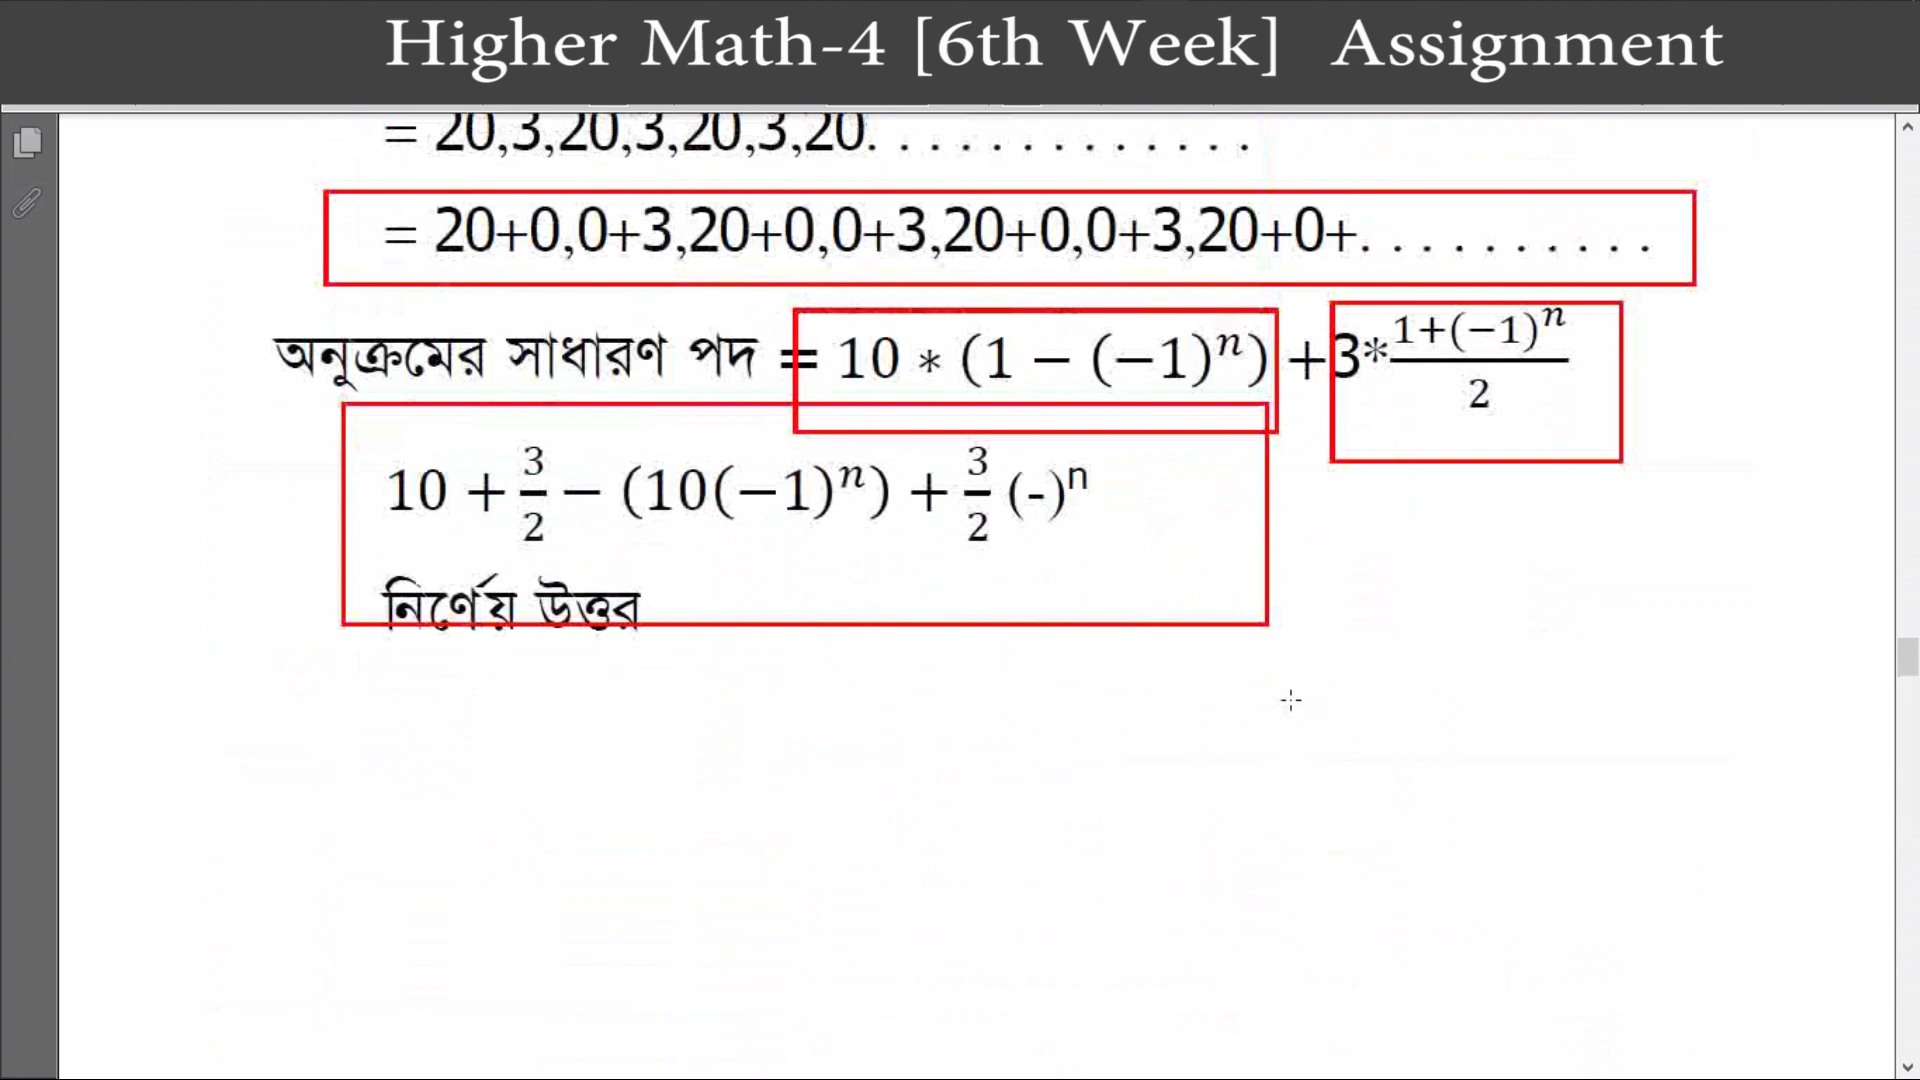 Higher Math-4 [6th Week] Assignment
= 20,3,20,3,20,3,20. . . . . . . . . . . . .
= 20+0,0+3,20+0,0+3,20+0,0+3,20+0+. . . . . . . . . .
অনুক্রমের সাধারণ পদ = 10 * (1 − (−1)ⁿ) +3*(1+(−1)ⁿ)/2
10 + 3/2 − (10(−1)ⁿ) + 3/2 (-)ⁿ
নির্ণেয় উত্তর